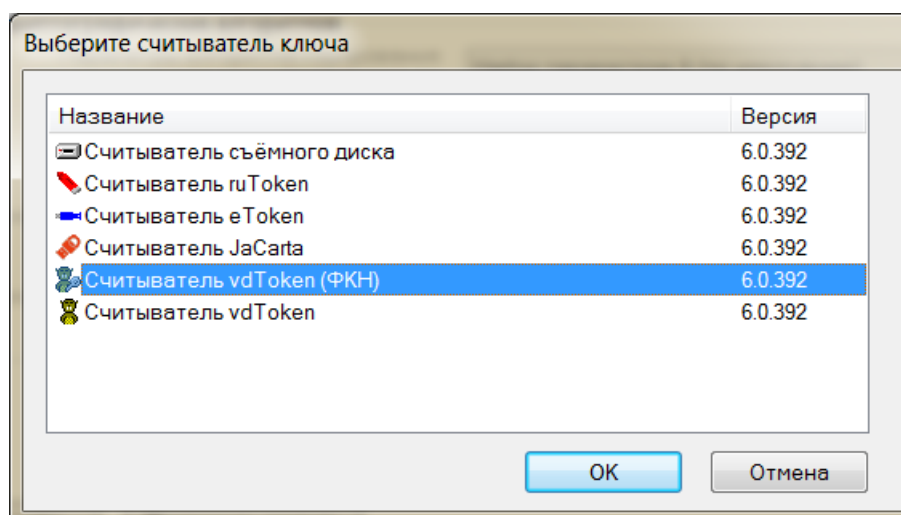 Выберите считыватель ключа
Название Версия
Считыватель съёмного диска 6.0.392
Считыватель ruToken 6.0.392
Считыватель eToken 6.0.392
Считыватель JaCarta 6.0.392
Считыватель vdToken (ФКН) 6.0.392
Считыватель vdToken 6.0.392
OK Отмена